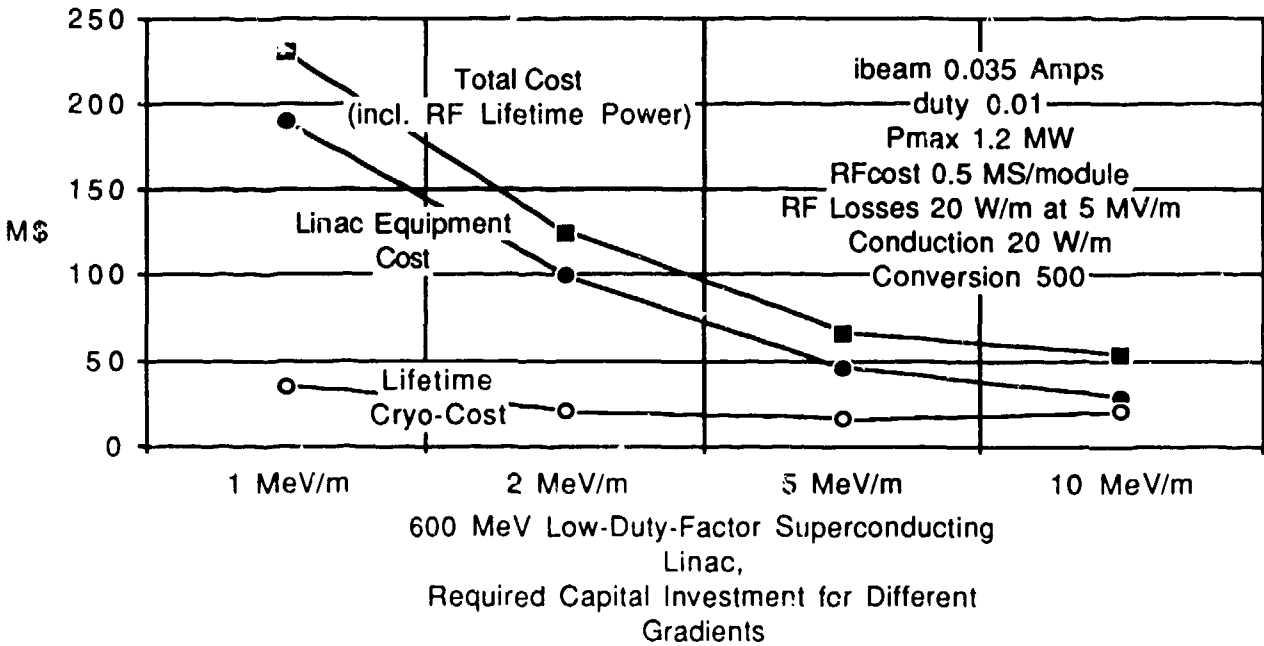 250
200
150
M$
100
50
0
Total Cost
(incl. RF Lifetime Power)
Linac Equipment
Cost
Lifetime
Cryo-Cost
ibeam 0.035 Amps
duty 0.01
Pmax 1.2 MW
RFcost 0.5 MS/module
RF Losses 20 W/m at 5 MV/m
Conduction 20 W/m
Conversion 500
1 MeV/m
2 MeV/m
5 MeV/m
10 MeV/m
600 MeV Low-Duty-Factor Superconducting
Linac,
Required Capital Investment for Different
Gradients